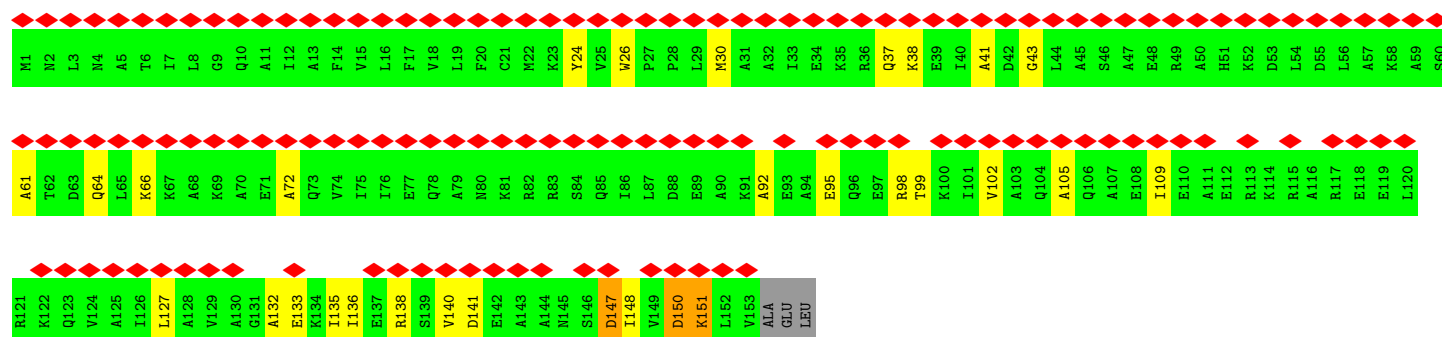 M1 N2 L3 N4 A5 T6 I7 L8 G9 Q10 A11 I12 A13 F14 V15 L16 F17 V18 L19 F20 C21 M22 K23 Y24 V25 W26 P27 P28 L29 M30 A31 A32 I33 E34 K35 R36 Q37 K38 E39 I40 A41 D42 G43 L44 A45 S46 A47 E48 R49 A50 H51 K52 D53 L54 D55 L56 A57 K58 A59 S60
A61 T62 D63 Q64 L65 K66 K67 A68 K69 A70 E71 A72 Q73 V74 I75 I76 E77 Q78 A79 N80 K81 R82 R83 S84 Q85 I86 L87 D88 E89 A90 K91 A92 E93 A94 E95 Q96 E97 R98 T99 K100 I101 V102 A103 Q104 A105 Q106 A107 E108 I109 E110 A111 E112 R113 K114 R115 A116 R117 E118 E119 L120
R121 K122 Q123 V124 A125 I126 L127 A128 V129 A130 G131 A132 E133 K134 I135 I136 E137 R138 S139 V140 D141 E142 A143 A144 N145 S146 D147 I148 V149 D150 K151 L152 V153 ALA GLU LEU